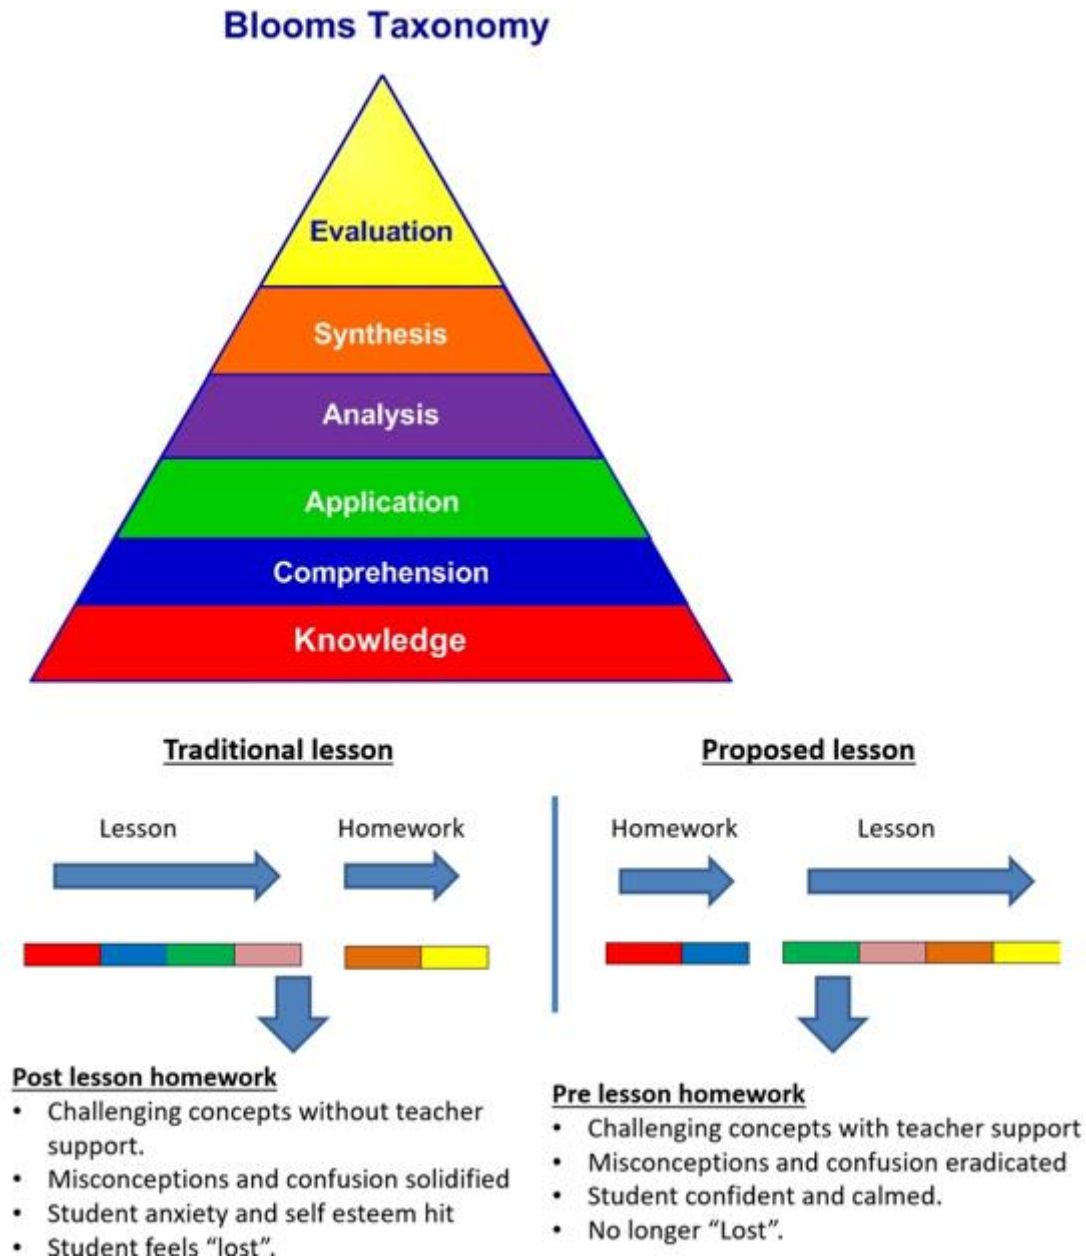 Blooms Taxonomy
Evaluation
Synthesis
Analysis
Application
Comprehension
Knowledge
Traditional lesson
Lesson
Homework
Post lesson homework
• Challenging concepts without teacher
support.
• Misconceptions and confusion solidified
• Student anxiety and self esteem hit
• Student feels "lost".
Proposed lesson
Homework
Lesson
Pre lesson homework
• Challenging concepts with teacher support
• Misconceptions and confusion eradicated
• Student confident and calmed.
• No longer "Lost".